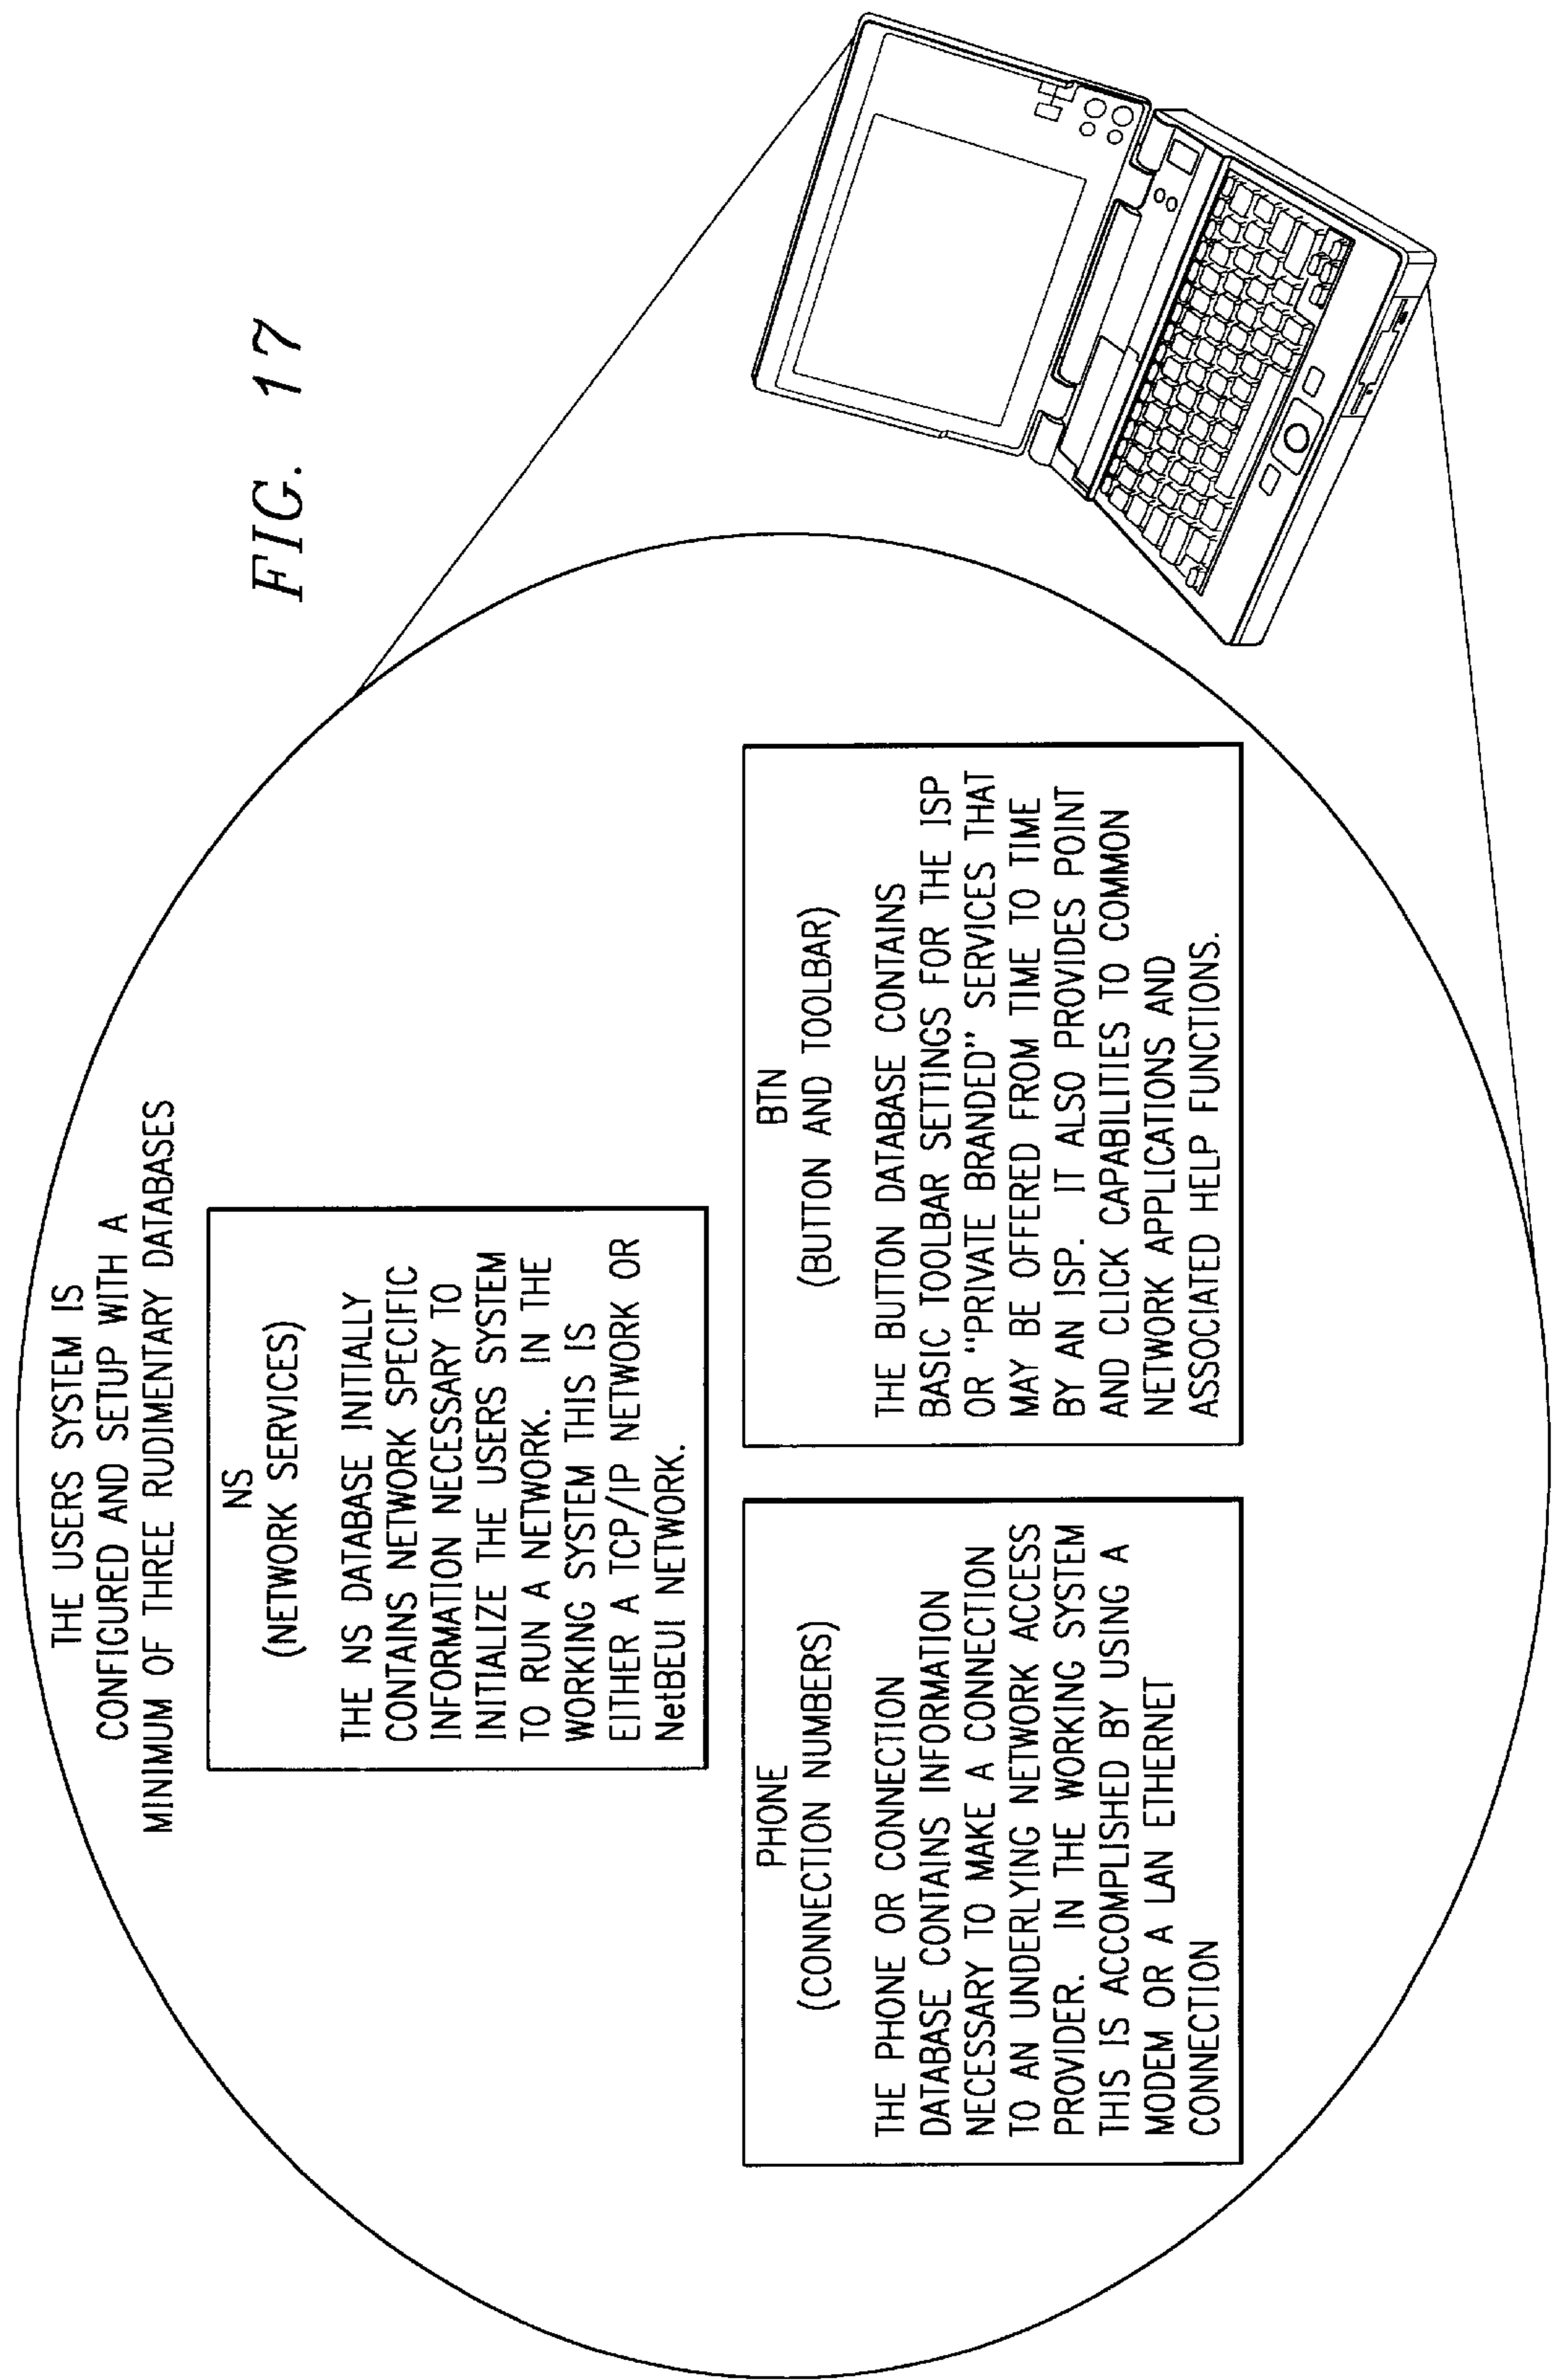 FIG. 17
THE USERS SYSTEM IS
CONFIGURED AND SETUP WITH A
MINIMUM OF THREE RUDIMENTARY DATABASES
NS
(NETWORK SERVICES)
THE NS DATABASE INITIALLY
CONTAINS NETWORK SPECIFIC
INFORMATION NECESSARY TO
INITIALIZE THE USERS SYSTEM
TO RUN A NETWORK. IN THE
WORKING SYSTEM THIS IS
EITHER A TCP/IP NETWORK OR
NetBEUI NETWORK.
PHONE
(CONNECTION NUMBERS)
THE PHONE OR CONNECTION
DATABASE CONTAINS INFORMATION
NECESSARY TO MAKE A CONNECTION
TO AN UNDERLYING NETWORK ACCESS
PROVIDER. IN THE WORKING SYSTEM
THIS IS ACCOMPLISHED BY USING A
MODEM OR A LAN ETHERNET
CONNECTION
BTN
(BUTTON AND TOOLBAR)
THE BUTTON DATABASE CONTAINS
BASIC TOOLBAR SETTINGS FOR THE ISP
OR "PRIVATE BRANDED" SERVICES THAT
MAY BE OFFERED FROM TIME TO TIME
BY AN ISP. IT ALSO PROVIDES POINT
AND CLICK CAPABILITIES TO COMMON
NETWORK APPLICATIONS AND
ASSOCIATED HELP FUNCTIONS.